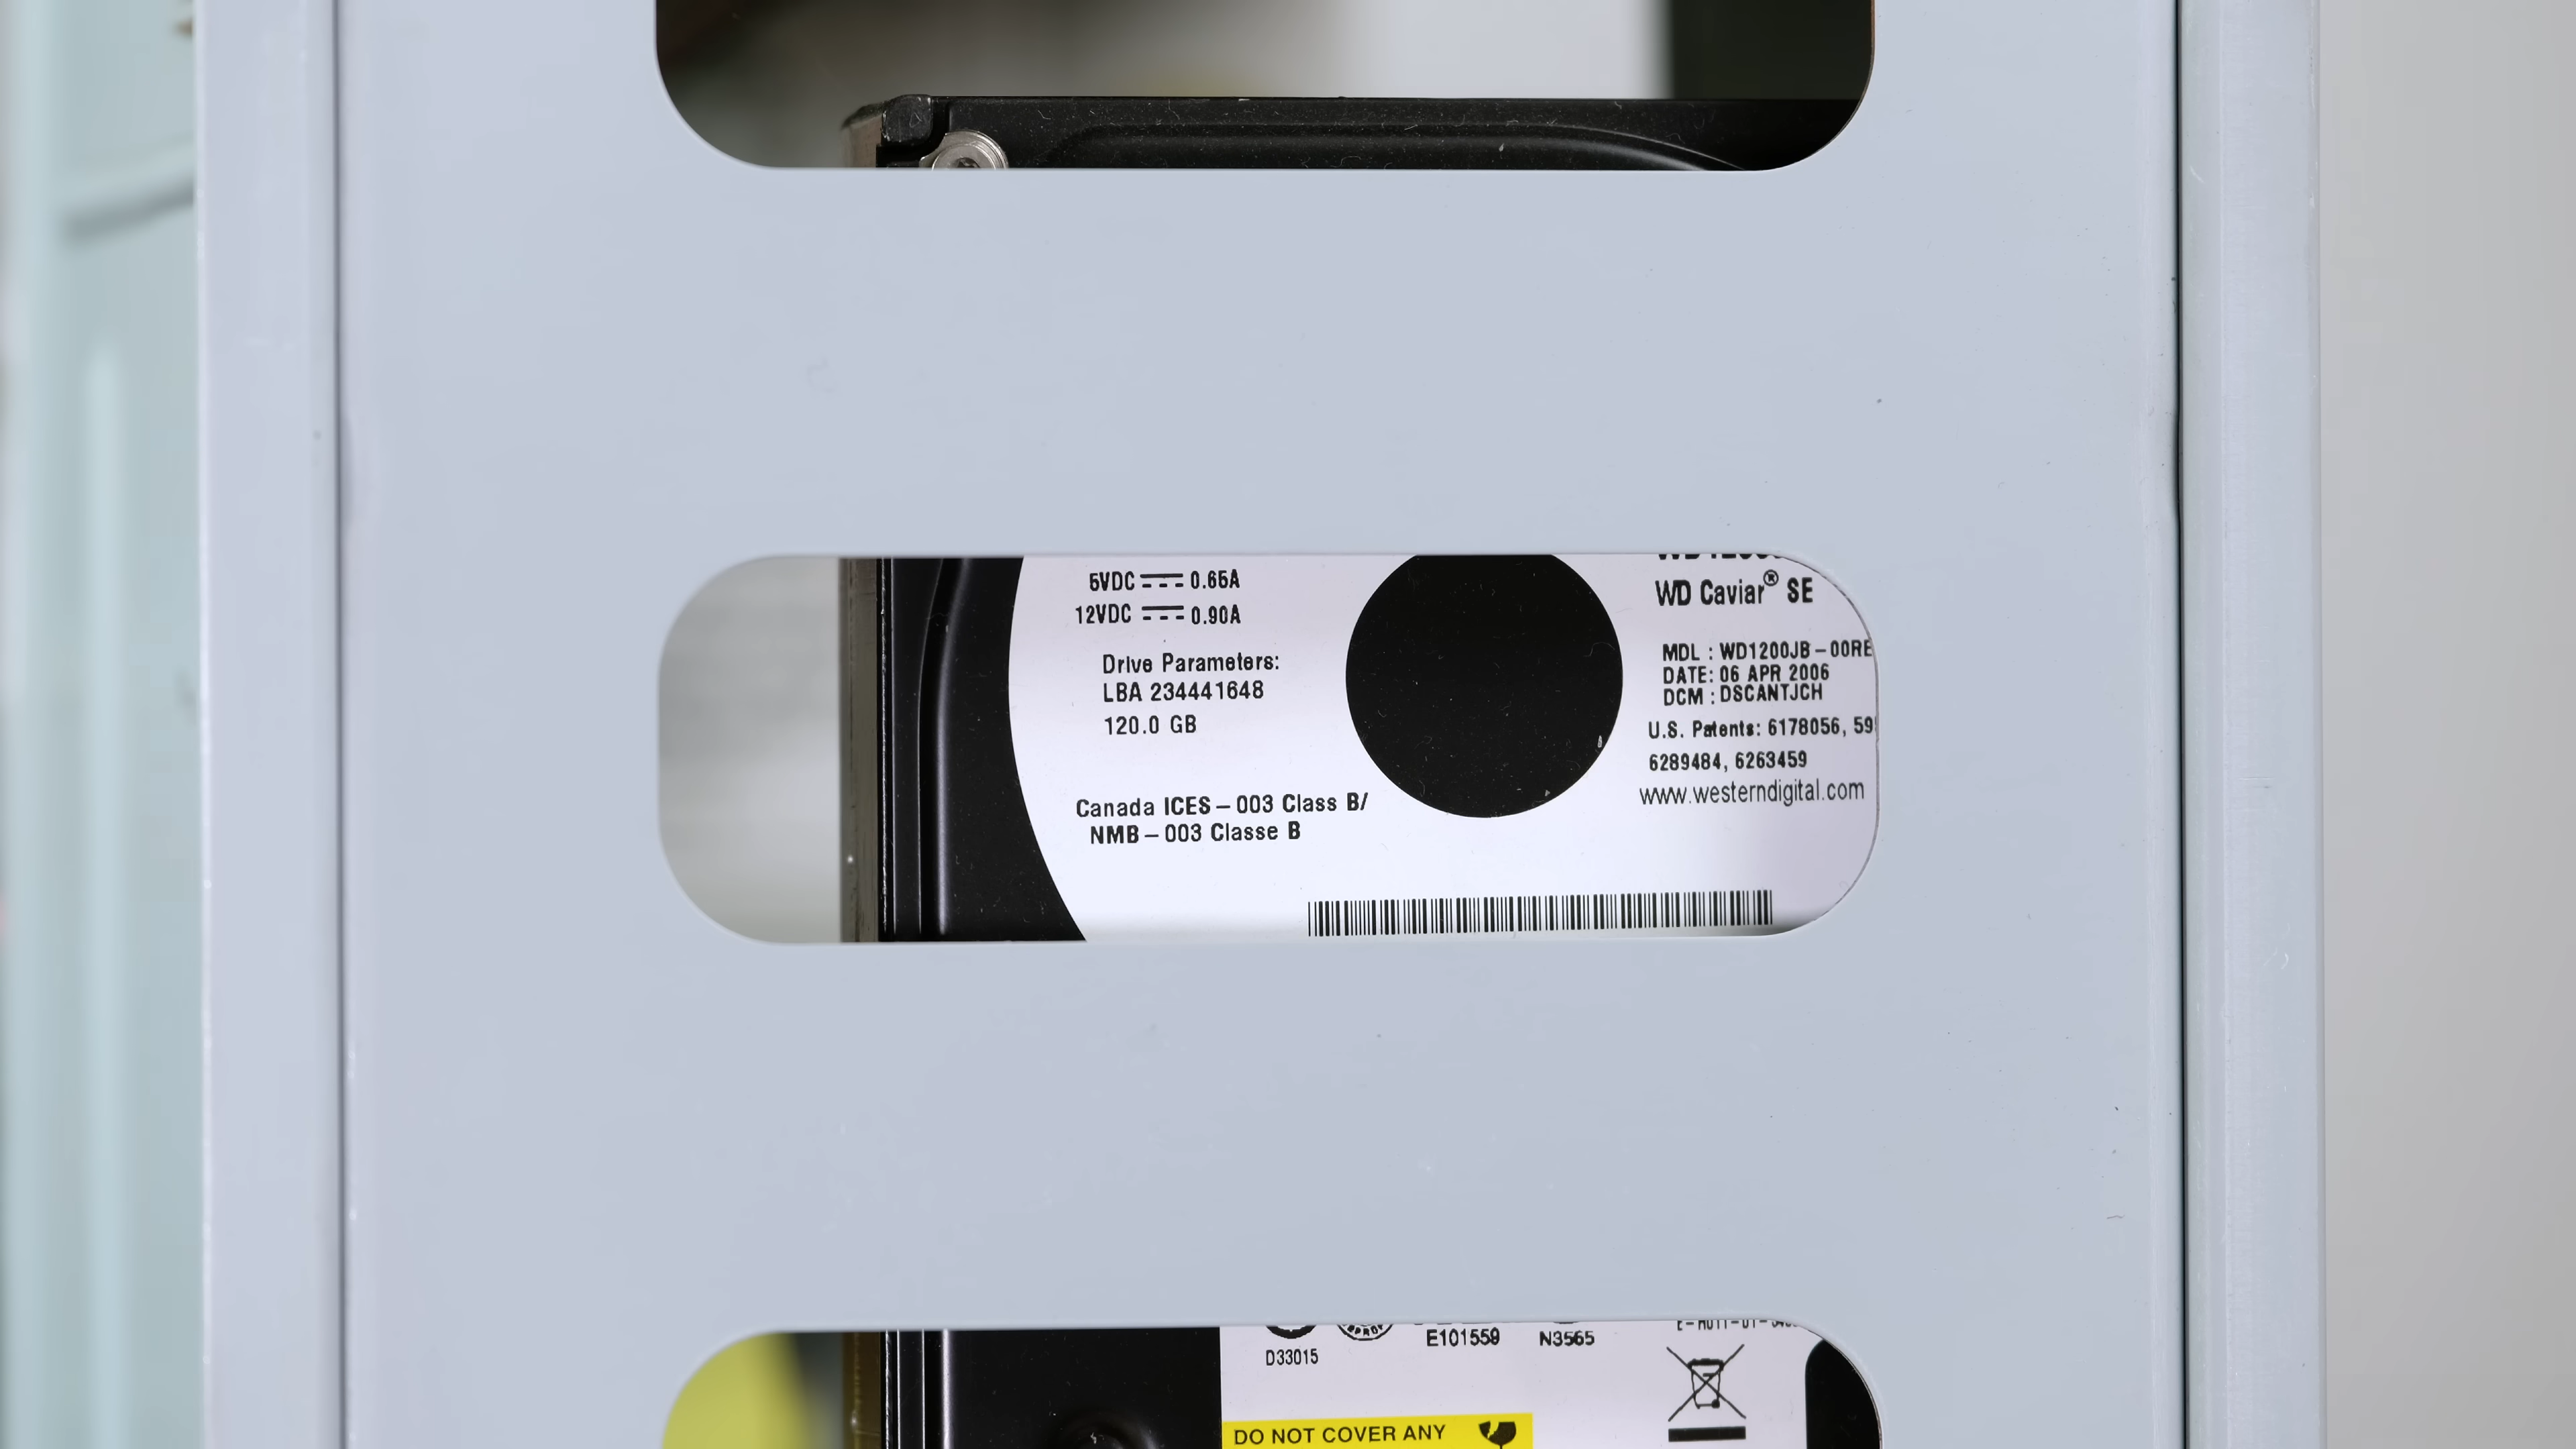 5VDC 0.65A
12VDC 0.90A
Drive Parameters:
LBA 234441648
120.0 GB
Canada ICES-003 Class B/
NMB-003 Classe B
WD Caviar® SE
MDL : WD1200JB-00RE
DATE: 06 APR 2006
DCM : DSCANTJCH
U.S. Patents: 6178056, 59
6289484, 6263459
www.westerndigital.com
D33015
E101559
N3565
DO NOT COVER ANY